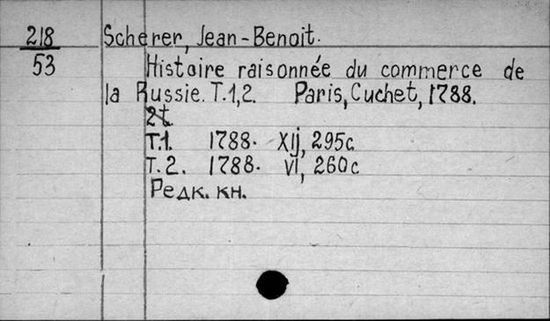 218 Scherer, Jean-Benoit.
53 Histoire raisonnée du commerce de
la Russie. T.1,2. Paris, Cuchet, 1788.
2t.
T.1. 1788. XIj, 295c.
T.2. 1788. VI, 260c
Редк. кн.